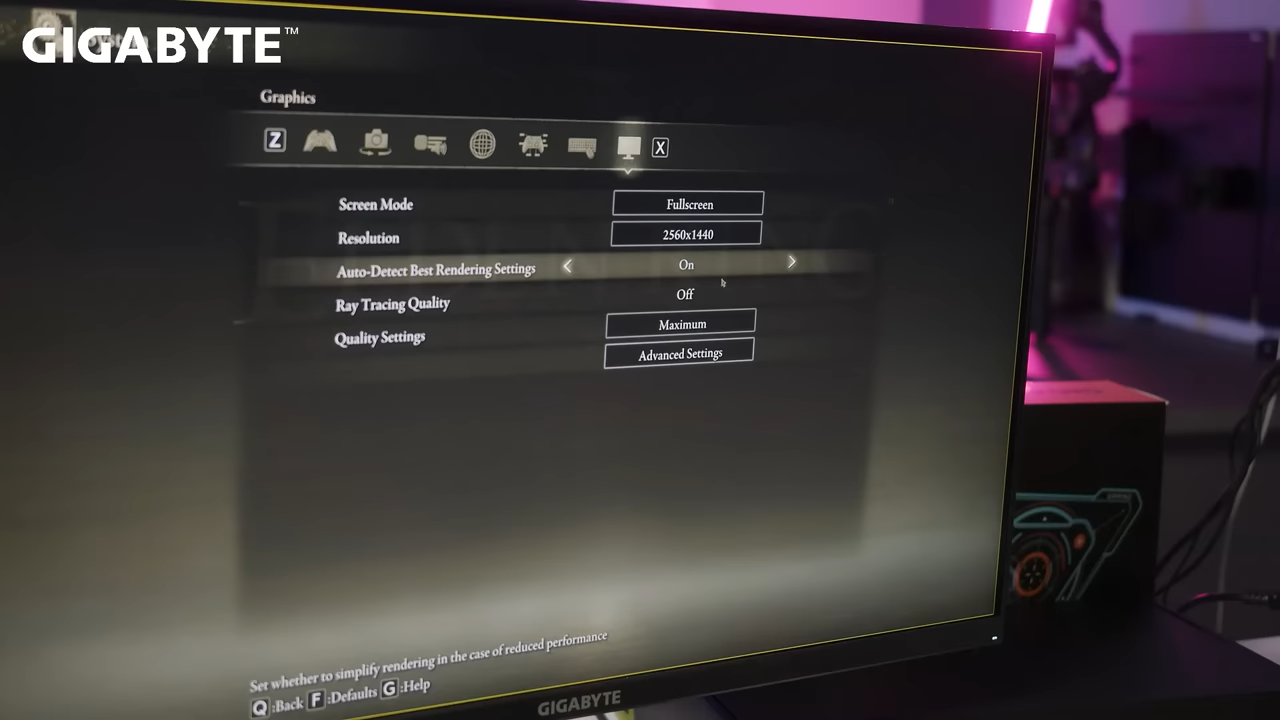 GIGABYTE™
Graphics
Z
X
Screen Mode Fullscreen
Resolution 2560x1440
Auto-Detect Best Rendering Settings On
Ray Tracing Quality Off
Quality Settings Maximum
Advanced Settings
Set whether to simplify rendering in the case of reduced performance
Q:Back F:Defaults G:Help
GIGABYTE